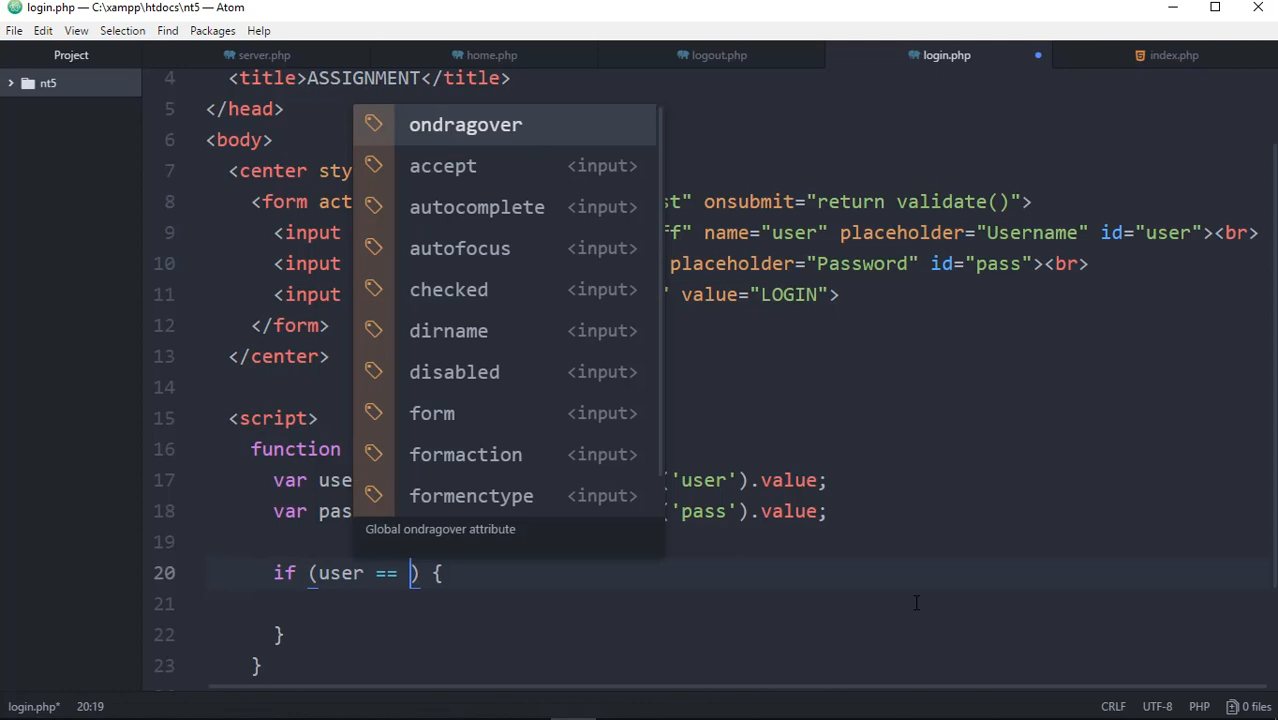 login.php — C:\xampp\htdocs\nt5 — Atom
File Edit View Selection Find Packages Help
Project server.php home.php logout.php login.php index.php
nt5
4 <title>ASSIGNMENT</title>
5 </head>
6 <body>
7 <center sty
8 <form act st" onsubmit="return validate()">
9 <input ff" name="user" placeholder="Username" id="user"><br>
10 <input placeholder="Password" id="pass"><br>
11 <input " value="LOGIN">
12 </form>
13 </center>
14
15 <script>
16 function
17 var use ('user').value;
18 var pas ('pass').value;
19
20 if (user == ) {
21
22 }
23 }
ondragover
accept <input>
autocomplete <input>
autofocus <input>
checked <input>
dirname <input>
disabled <input>
form <input>
formaction <input>
formenctype <input>
Global ondragover attribute
login.php* 20:19 CRLF UTF-8 PHP 0 files